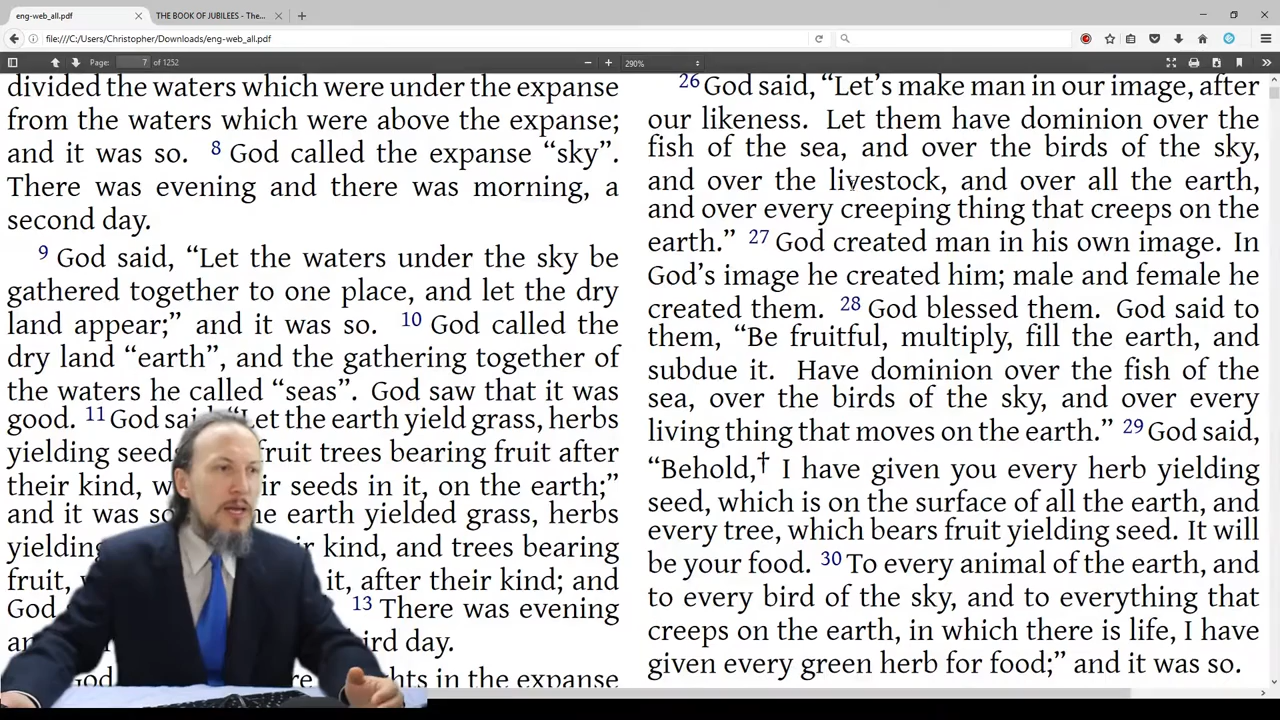 eng-web_all.pdf
THE BOOK OF JUBILEES - The...
file:///C:/Users/Christopher/Downloads/eng-web_all.pdf
Page: 7 of 1252
290%
divided the waters which were under the expanse
from the waters which were above the expanse;
and it was so. 8 God called the expanse “sky”.
There was evening and there was morning, a
second day.
9 God said, “Let the waters under the sky be
gathered together to one place, and let the dry
land appear;” and it was so. 10 God called the
dry land “earth”, and the gathering together of
the waters he called “seas”. God saw that it was
good. 11 God said, “Let the earth yield grass, herbs
yielding seeds fruit trees bearing fruit after
their kind, their seeds in it, on the earth;”
and it was so the earth yielded grass, herbs
yielding their kind, and trees bearing
fruit, it, after their kind; and
God 13 There was evening
third day.
God lights in the expanse
26 God said, “Let’s make man in our image, after
our likeness. Let them have dominion over the
fish of the sea, and over the birds of the sky,
and over the livestock, and over all the earth,
and over every creeping thing that creeps on the
earth.” 27 God created man in his own image. In
God’s image he created him; male and female he
created them. 28 God blessed them. God said to
them, “Be fruitful, multiply, fill the earth, and
subdue it. Have dominion over the fish of the
sea, over the birds of the sky, and over every
living thing that moves on the earth.” 29 God said,
“Behold,† I have given you every herb yielding
seed, which is on the surface of all the earth, and
every tree, which bears fruit yielding seed. It will
be your food. 30 To every animal of the earth, and
to every bird of the sky, and to everything that
creeps on the earth, in which there is life, I have
given every green herb for food;” and it was so.